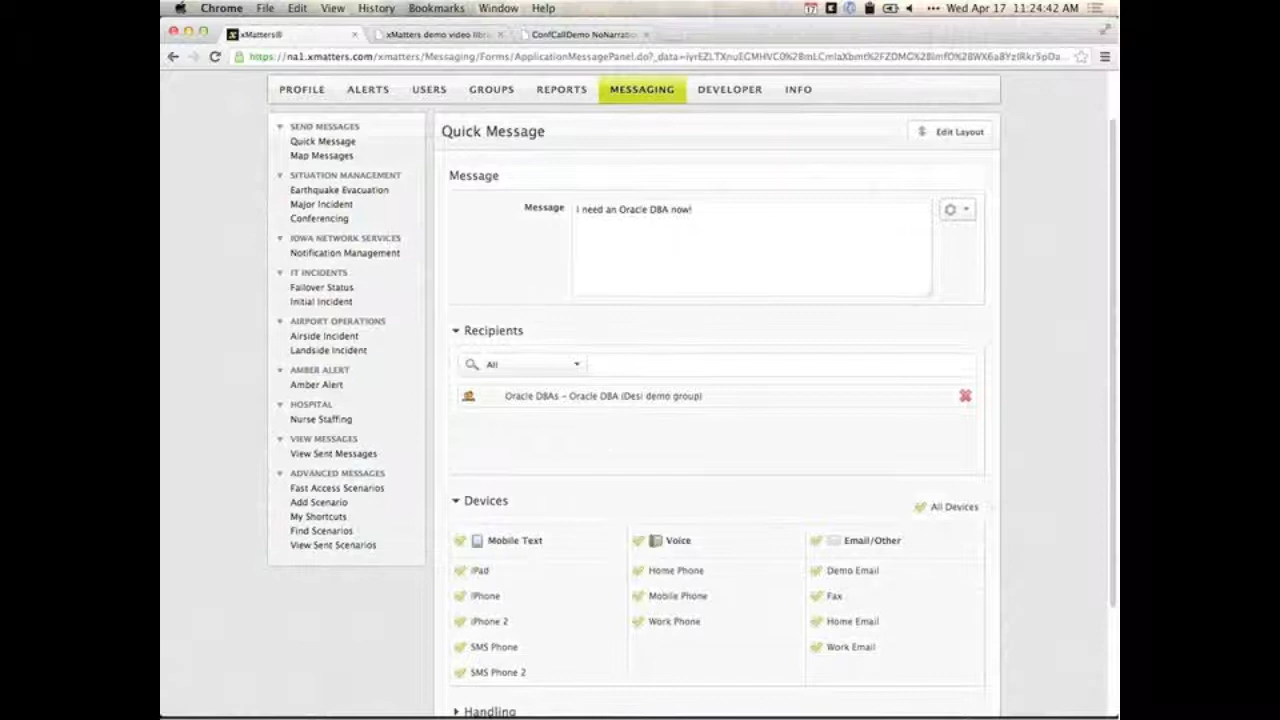 Chrome File Edit View History Bookmarks Window Help Wed Apr 17 11:24:42 AM
xMatters® xMatters demo video libra ConfCallDemo NoNarratio
PROFILE ALERTS USERS GROUPS REPORTS MESSAGING DEVELOPER INFO
SEND MESSAGES
Quick Message
Map Messages
SITUATION MANAGEMENT
Earthquake Evacuation
Major Incident
Conferencing
IOWA NETWORK SERVICES
Notification Management
IT INCIDENTS
Failover Status
Initial Incident
AIRPORT OPERATIONS
Airside Incident
Landside Incident
AMBER ALERT
Amber Alert
HOSPITAL
Nurse Staffing
VIEW MESSAGES
View Sent Messages
ADVANCED MESSAGES
Fast Access Scenarios
Add Scenario
My Shortcuts
Find Scenarios
View Sent Scenarios
Quick Message
Edit Layout
Message
Message
I need an Oracle DBA now!
Recipients
All
Oracle DBAs - Oracle DBA (Desi demo group)
Devices
All Devices
Mobile Text
iPad
iPhone
iPhone 2
SMS Phone
SMS Phone 2
Voice
Home Phone
Mobile Phone
Work Phone
Email/Other
Demo Email
Fax
Home Email
Work Email
Handling